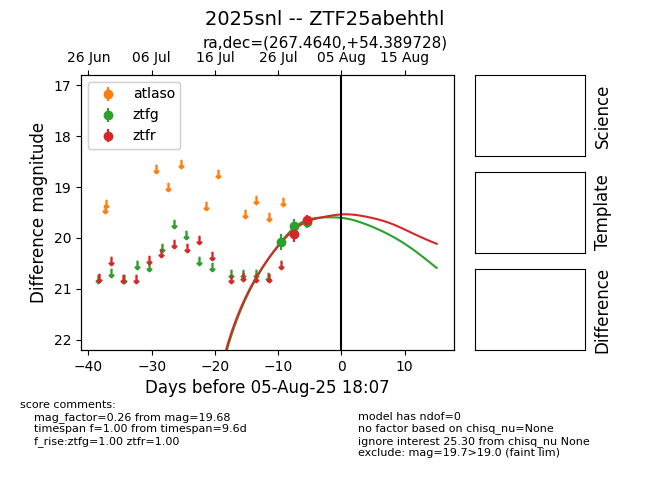 2025snl -- ZTF25abehthl
ra,dec=(267.4640,+54.389728)
26 Jun 06 Jul 16 Jul 26 Jul 05 Aug 15 Aug
atlaso
ztfg
ztfr
17
18
19
20
21
22
Difference magnitude
−40 −30 −20 −10 0 10
Days before 05-Aug-25 18:07
Science
Template
Difference
score comments:
mag_factor=0.26 from mag=19.68
timespan f=1.00 from timespan=9.6d
f_rise:ztfg=1.00 ztfr=1.00
model has ndof=0
no factor based on chisq_nu=None
ignore interest 25.30 from chisq_nu None
exclude: mag=19.7>19.0 (faint lim)